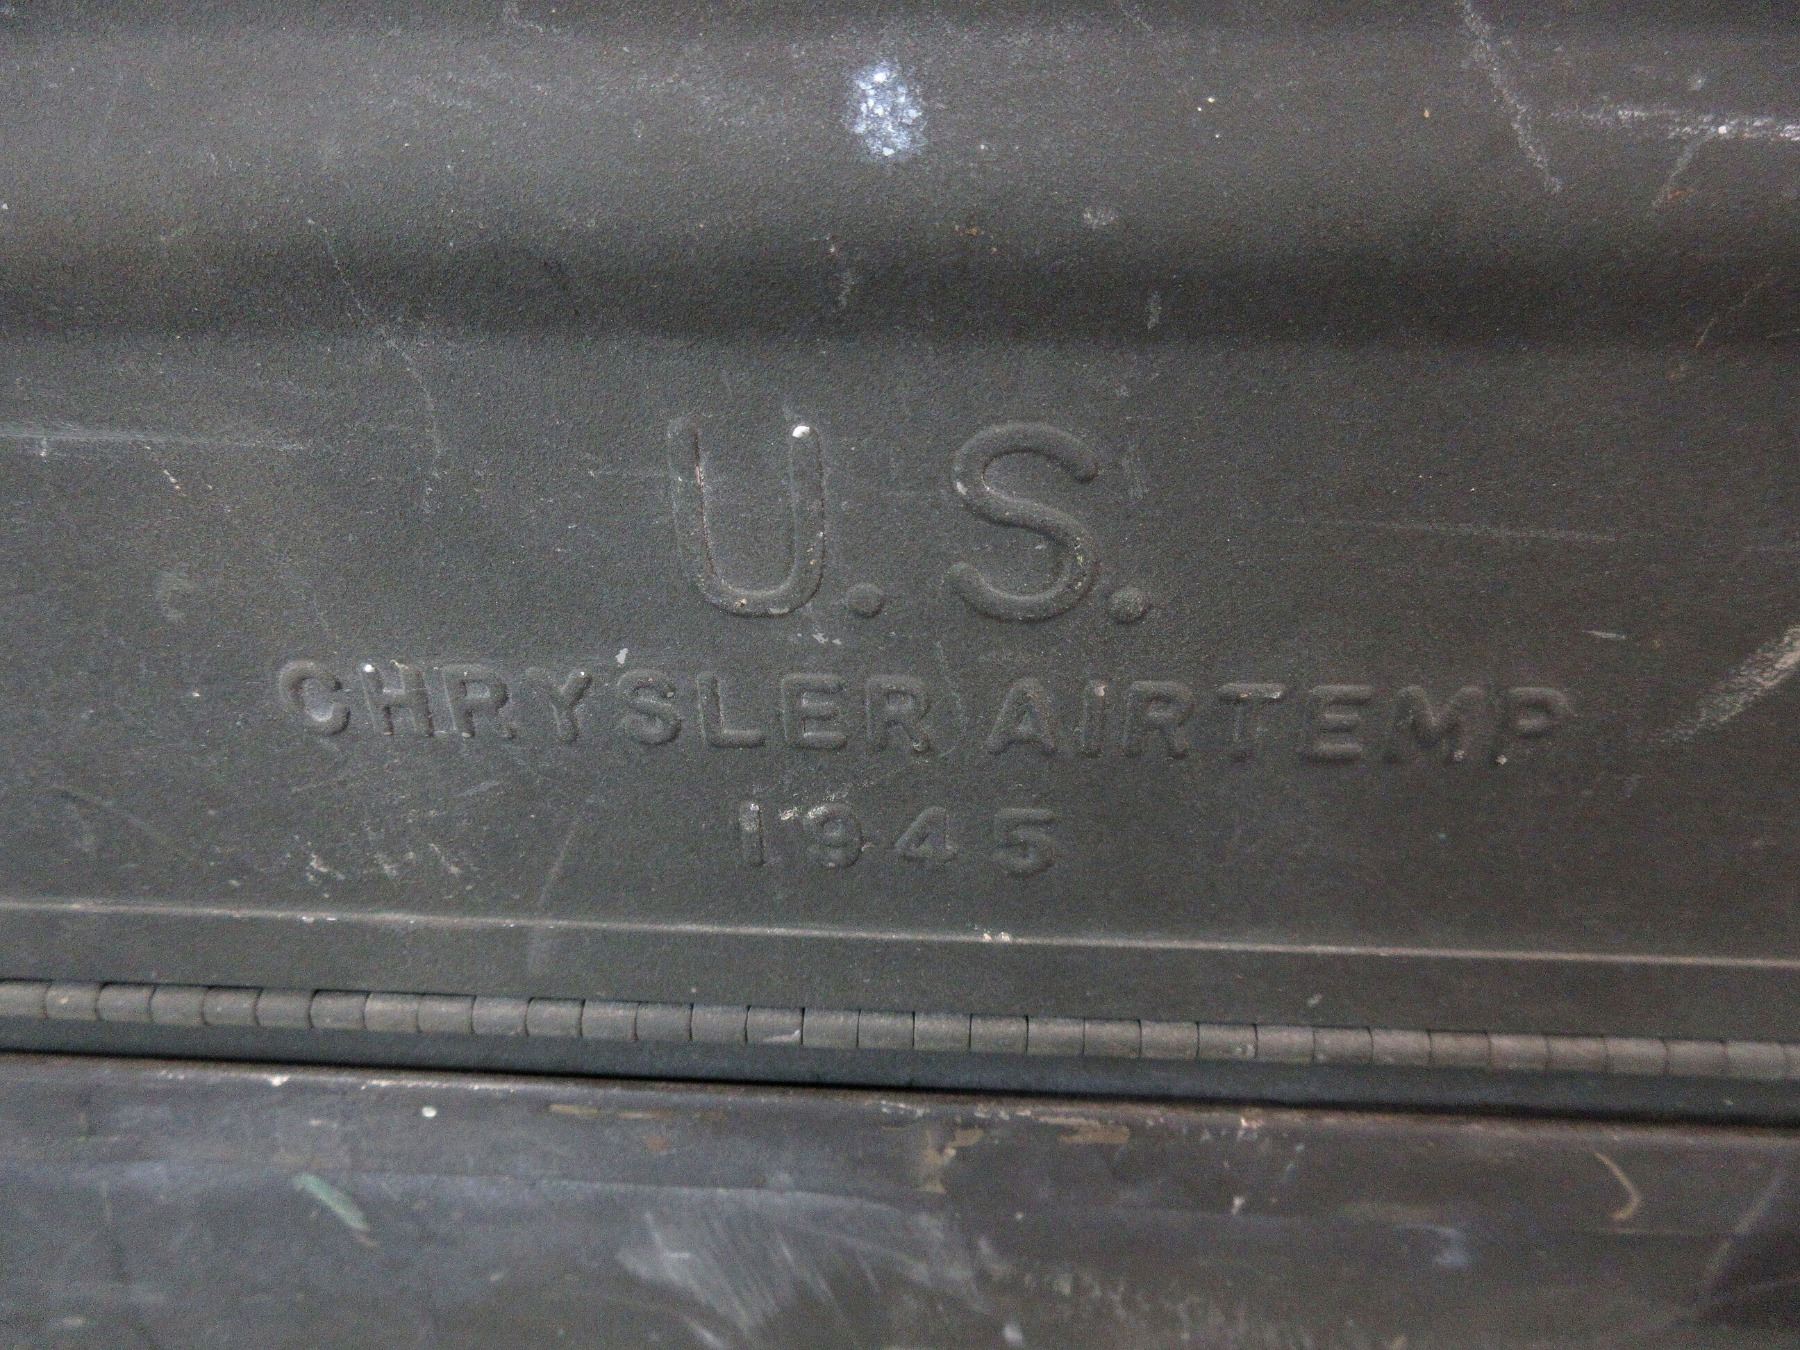 U. S.
CHRYSLER AIRTEMP
1945